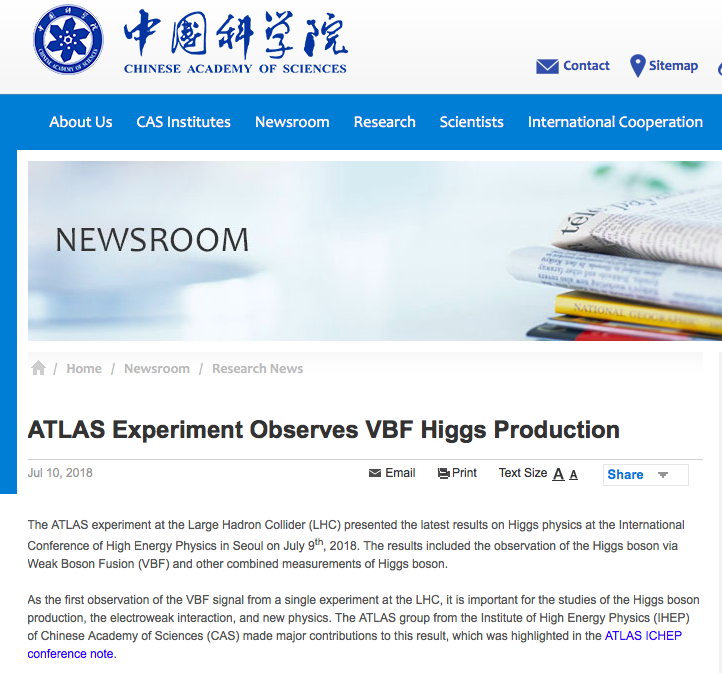 中国科学院
CHINESE ACADEMY OF SCIENCES
Contact
Sitemap
About Us
CAS Institutes
Newsroom
Research
Scientists
International Cooperation
NEWSROOM
NATIONAL GEOGRAPHIC
/ Home / Newsroom / Research News
ATLAS Experiment Observes VBF Higgs Production
Jul 10, 2018
Email
Print
Text Size A A
Share
The ATLAS experiment at the Large Hadron Collider (LHC) presented the latest results on Higgs physics at the International
Conference of High Energy Physics in Seoul on July 9th, 2018. The results included the observation of the Higgs boson via
Weak Boson Fusion (VBF) and other combined measurements of Higgs boson.
As the first observation of the VBF signal from a single experiment at the LHC, it is important for the studies of the Higgs boson
production, the electroweak interaction, and new physics. The ATLAS group from the Institute of High Energy Physics (IHEP)
of Chinese Academy of Sciences (CAS) made major contributions to this result, which was highlighted in the ATLAS ICHEP
conference note.